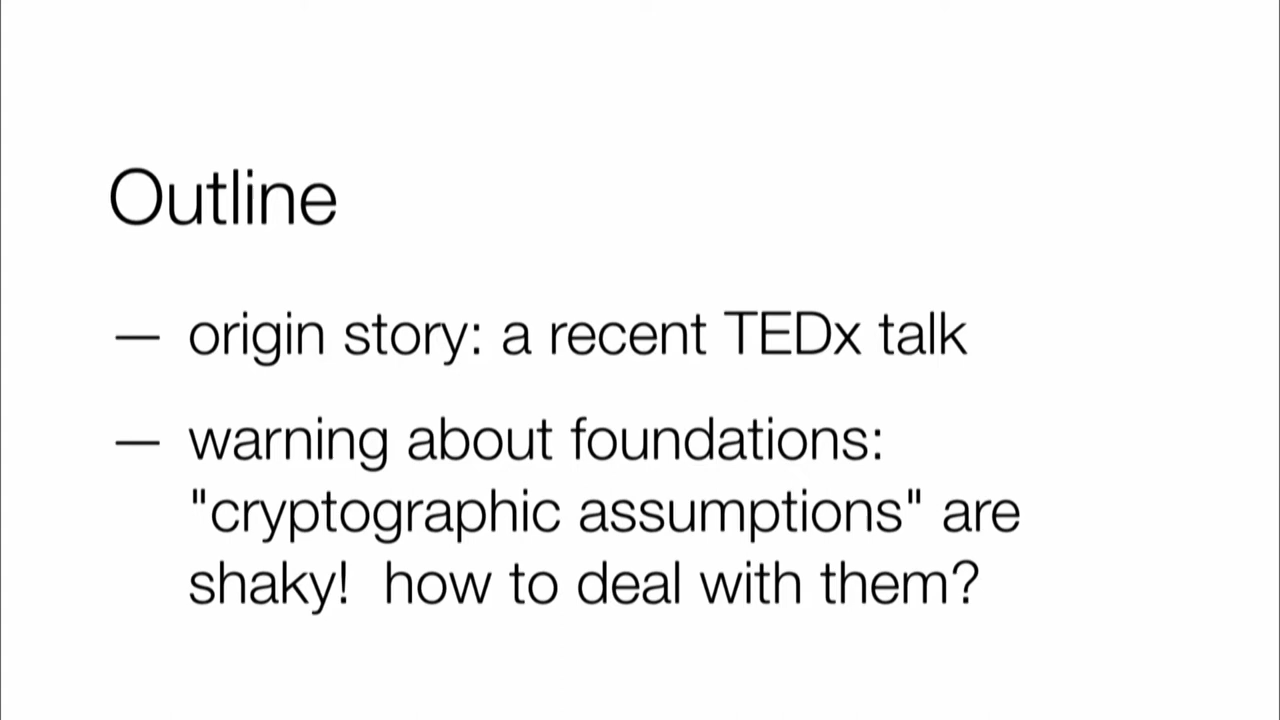 Outline
— origin story: a recent TEDx talk
— warning about foundations:
"cryptographic assumptions" are
shaky!  how to deal with them?